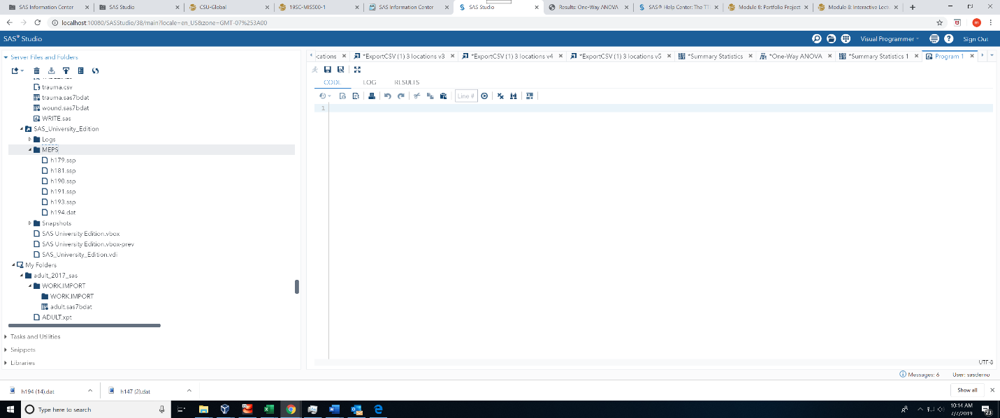 SAS Information Center
SAS Studio
CSU-Global
19SC-MIS500-1
SAS Information Center
SAS Studio
Results: One-Way ANOVA
SAS® Help Center: The TT
Module 8: Portfolio Project
Module 8: Interactive Lectu
localhost:10080/SASStudio/38/main?locale=en_US&zone=GMT-07%253A00
m
SAS® Studio
Visual Programmer
Sign Out
Server Files and Folders
trauma.csv
trauma.sas7bdat
wound.sas7bdat
WRITE.sas
SAS_University_Edition
Logs
MEPS
h179.ssp
h181.ssp
h190.ssp
h191.ssp
h193.ssp
h194.dat
Snapshots
SAS University Edition.vbox
SAS University Edition.vbox-prev
SAS_University_Edition.vdi
My Folders
adult_2017_sas
WORK.IMPORT
WORK.IMPORT
adult.sas7bdat
ADULT.xpt
Tasks and Utilities
Snippets
Libraries
cations
*ExportCSV (1) 3 locations v3
*ExportCSV (1) 3 locations v4
*ExportCSV (1) 3 locations v5
*Summary Statistics
*One-Way ANOVA
*Summary Statistics 1
Program 1
CODE LOG RESULTS
Line #
1
UTF-8
Messages: 6 User: sasdemo
h194 (14).dat
h147 (2).dat
Show all
Type here to search
10:14 AM
7/7/2019
23